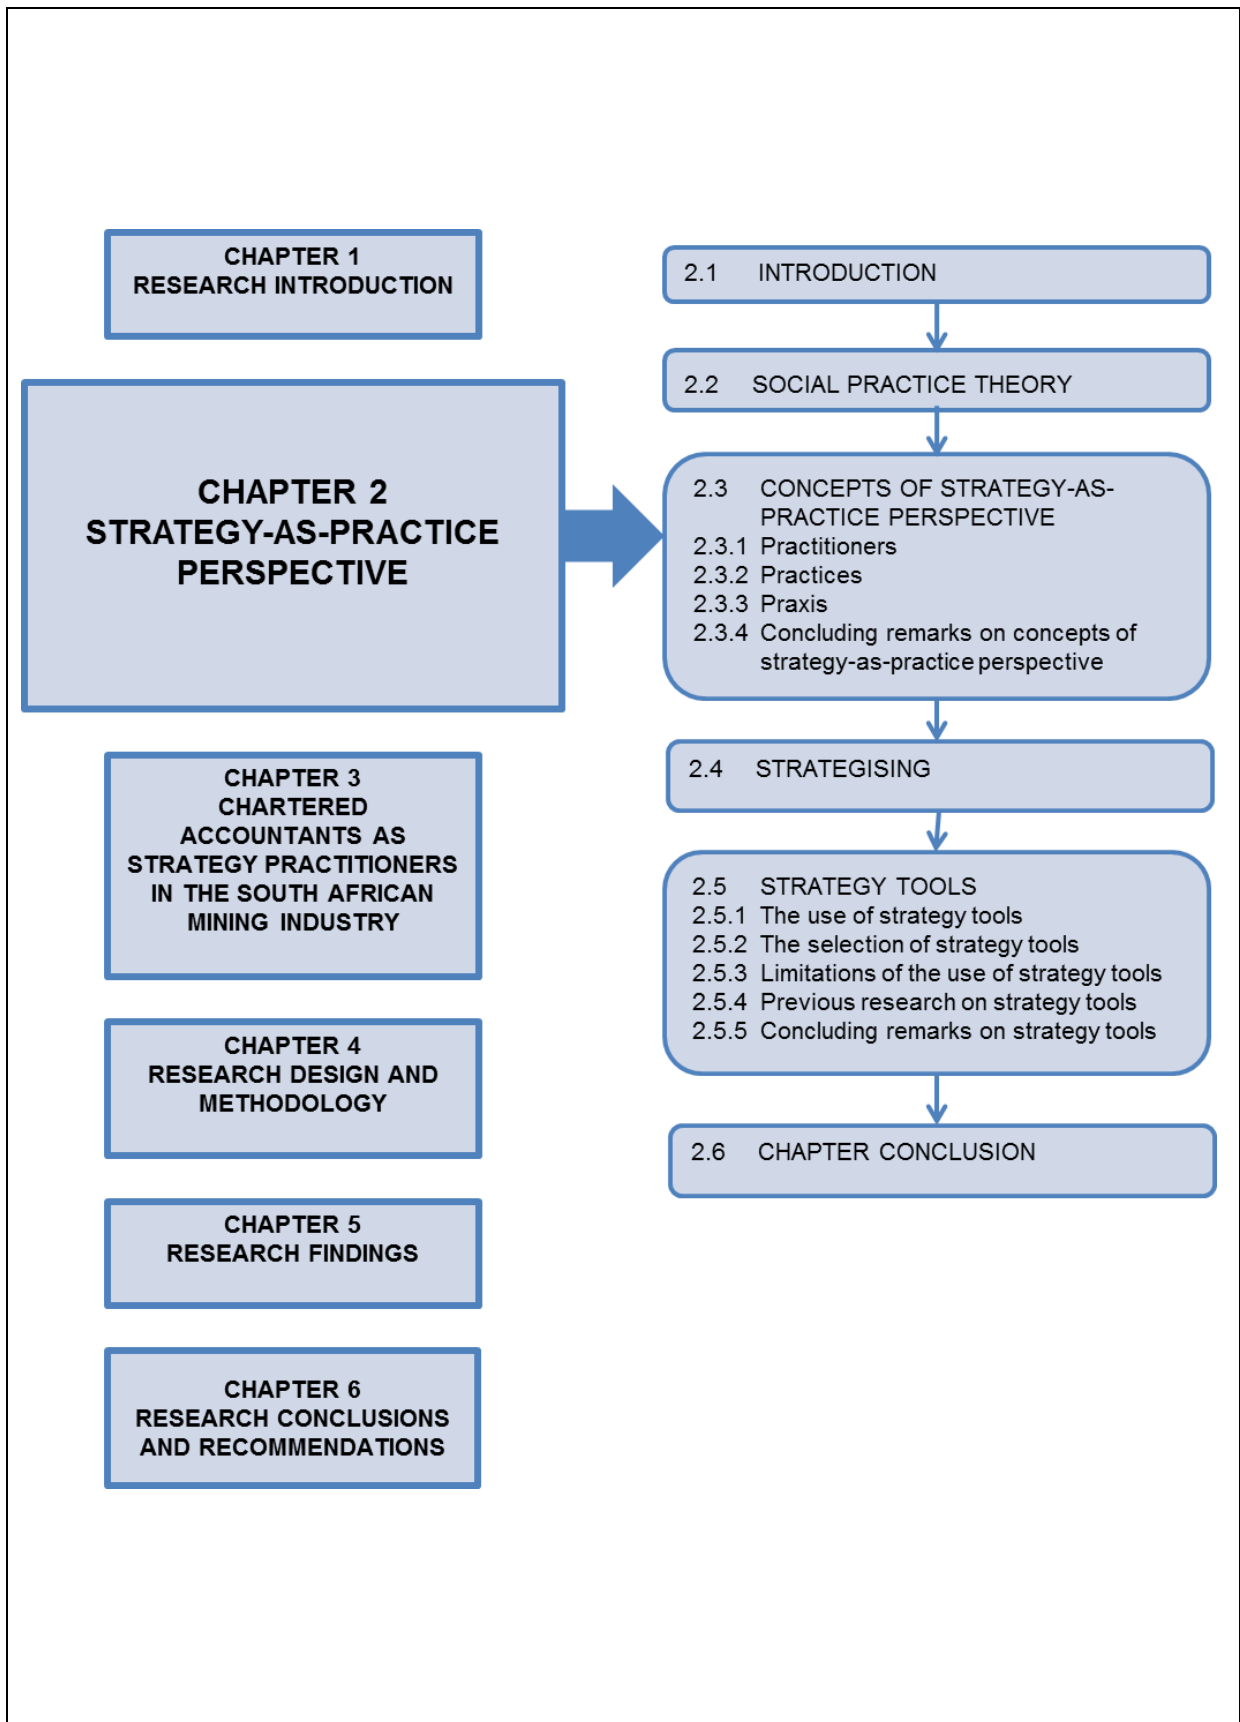 CHAPTER 1
RESEARCH INTRODUCTION
CHAPTER 2
STRATEGY-AS-PRACTICE
PERSPECTIVE
CHAPTER 3
CHARTERED
ACCOUNTANTS AS
STRATEGY PRACTITIONERS
IN THE SOUTH AFRICAN
MINING INDUSTRY
CHAPTER 4
RESEARCH DESIGN AND
METHODOLOGY
CHAPTER 5
RESEARCH FINDINGS
CHAPTER 6
RESEARCH CONCLUSIONS
AND RECOMMENDATIONS
2.1 INTRODUCTION
2.2 SOCIAL PRACTICE THEORY
2.3 CONCEPTS OF STRATEGY-AS-
PRACTICE PERSPECTIVE
2.3.1 Practitioners
2.3.2 Practices
2.3.3 Praxis
2.3.4 Concluding remarks on concepts of
strategy-as-practice perspective
2.4 STRATEGISING
2.5 STRATEGY TOOLS
2.5.1 The use of strategy tools
2.5.2 The selection of strategy tools
2.5.3 Limitations of the use of strategy tools
2.5.4 Previous research on strategy tools
2.5.5 Concluding remarks on strategy tools
2.6 CHAPTER CONCLUSION